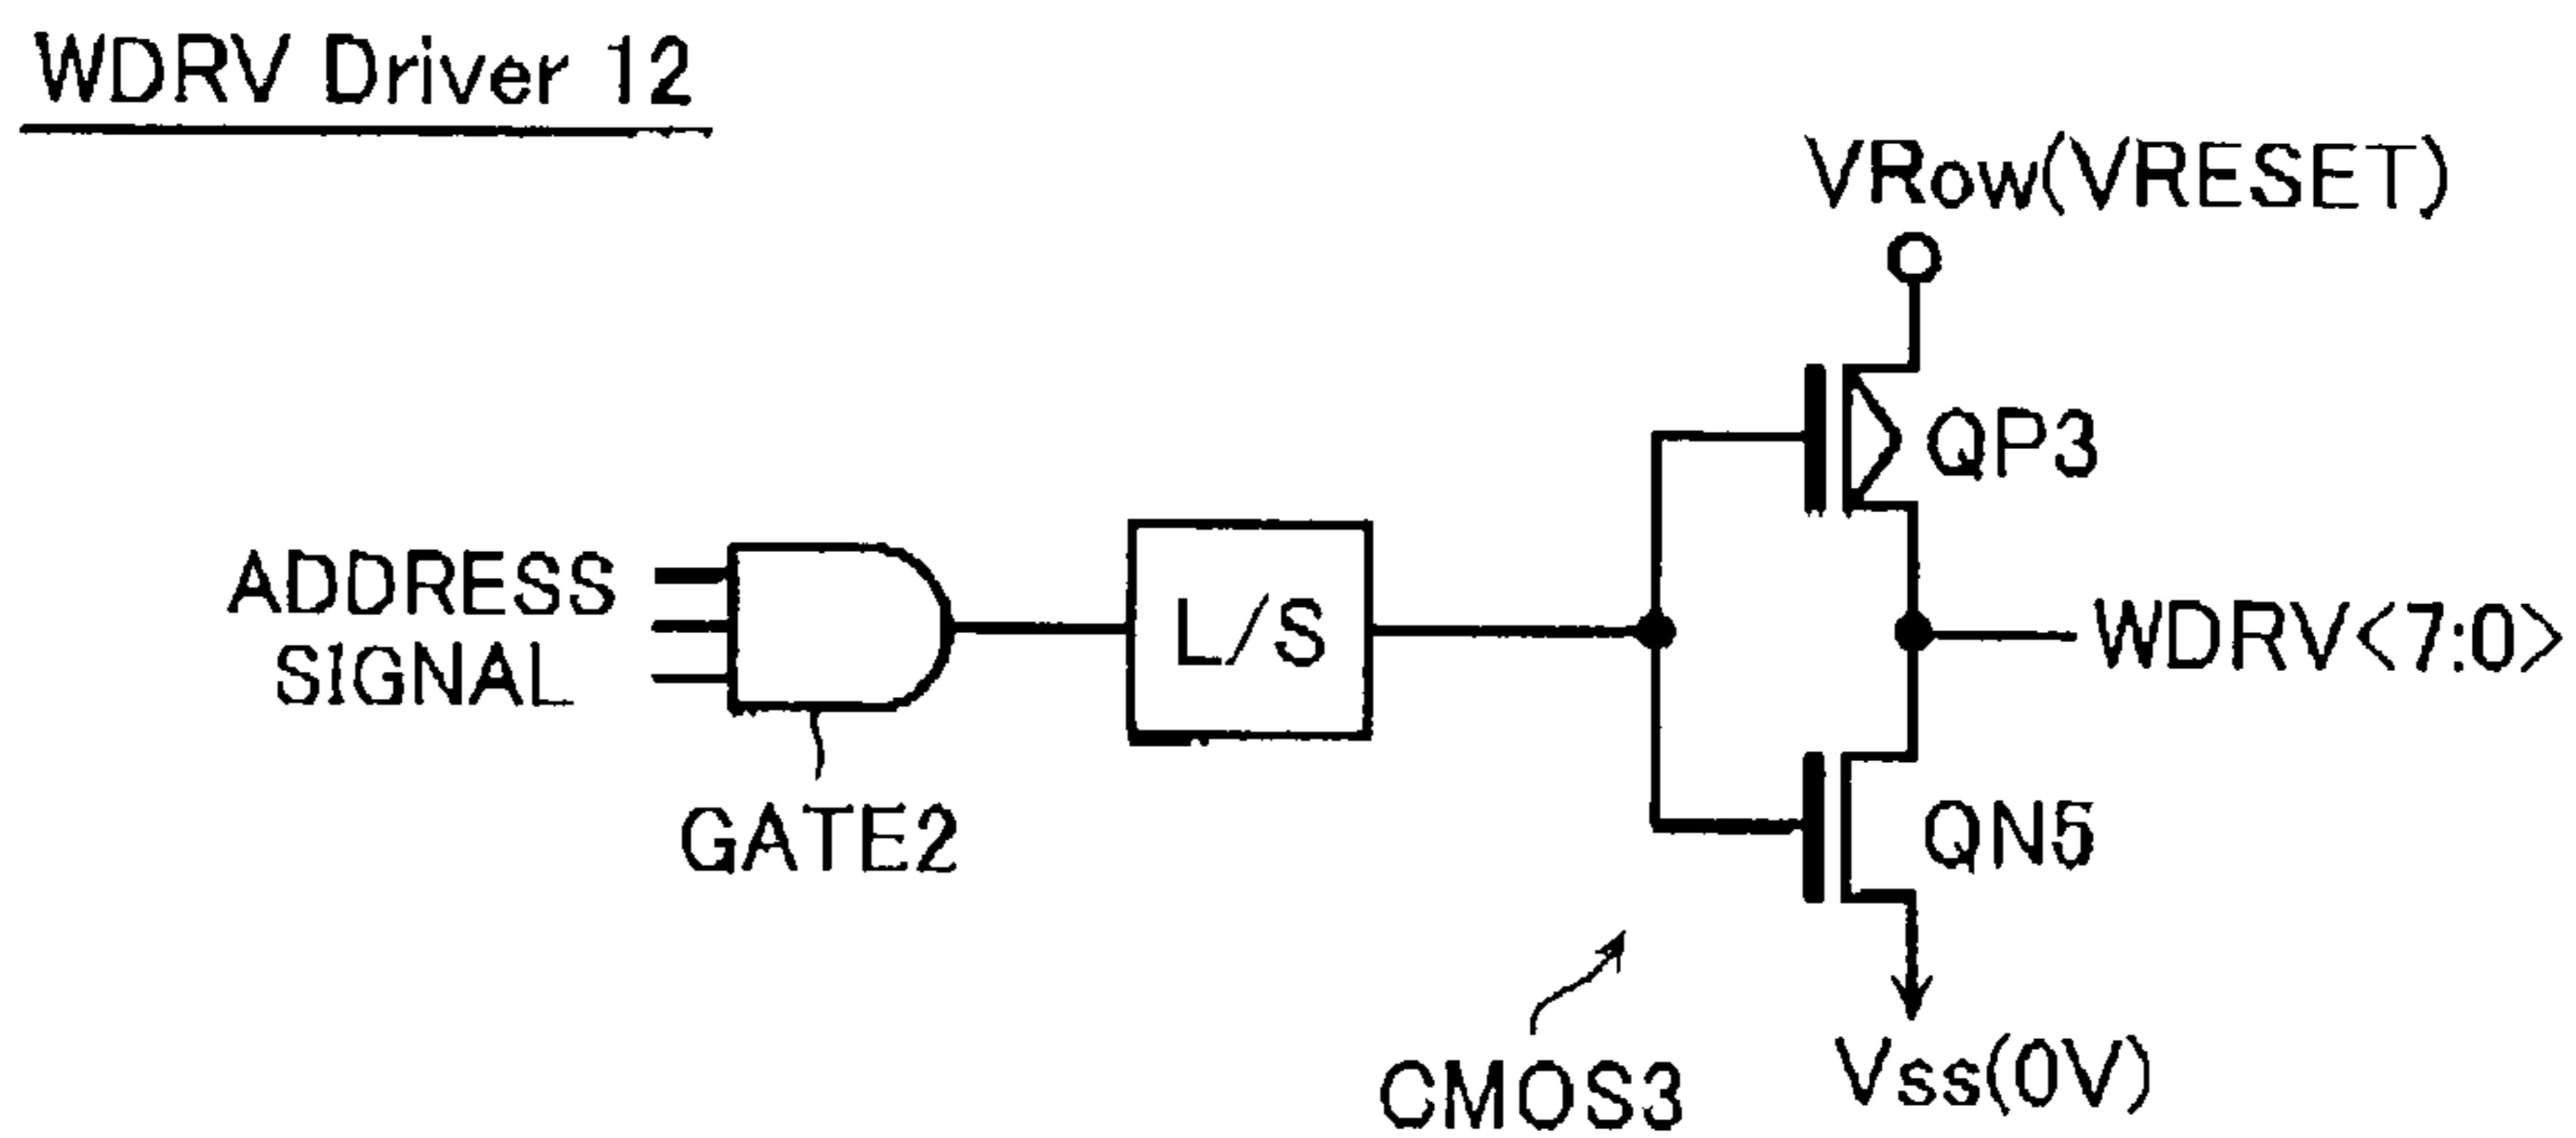 WDRV Driver 12
VRow(VRESET)
QP3
ADDRESS
SIGNAL
L/S
WDRV<7:0>
GATE2
QN5
CMOS3
Vss(0V)